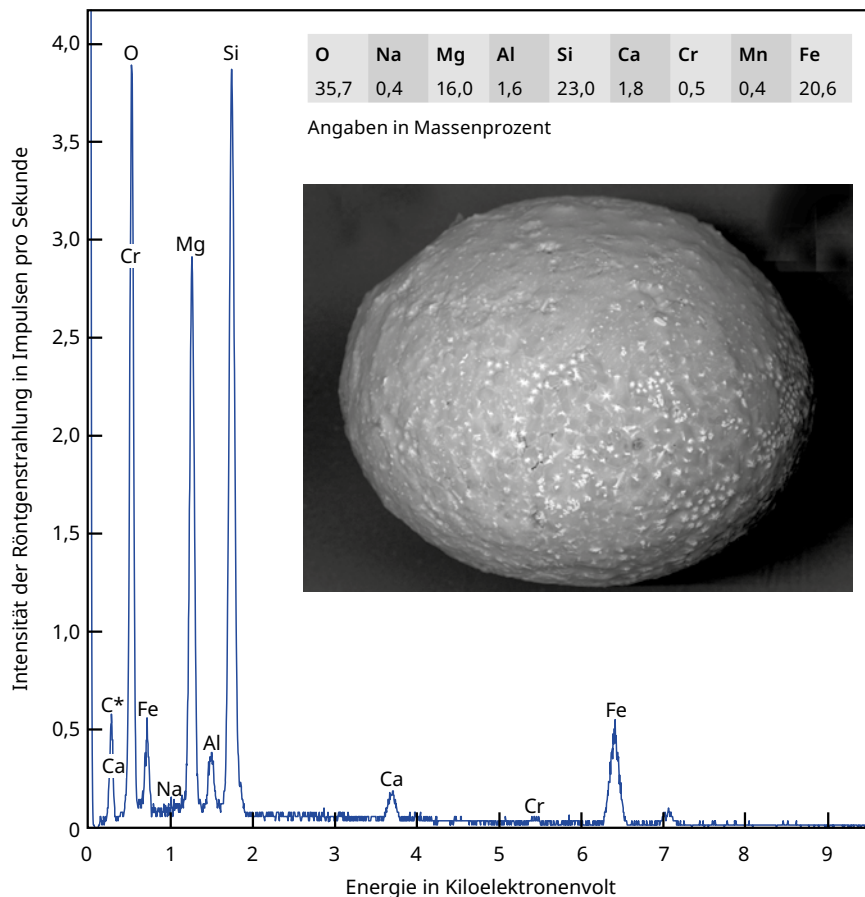 4,0
3,5
3,0
2,5
2,0
1,5
1,0
0,5
0
Intensität der Röntgenstrahlung in Impulsen pro Sekunde
O
Si
Cr
Mg
C*
Fe
Ca
Na
Al
Ca
Cr
Fe
O Na Mg Al Si Ca Cr Mn Fe
35,7 0,4 16,0 1,6 23,0 1,8 0,5 0,4 20,6
Angaben in Massenprozent
0 1 2 3 4 5 6 7 8 9
Energie in Kiloelektronenvolt